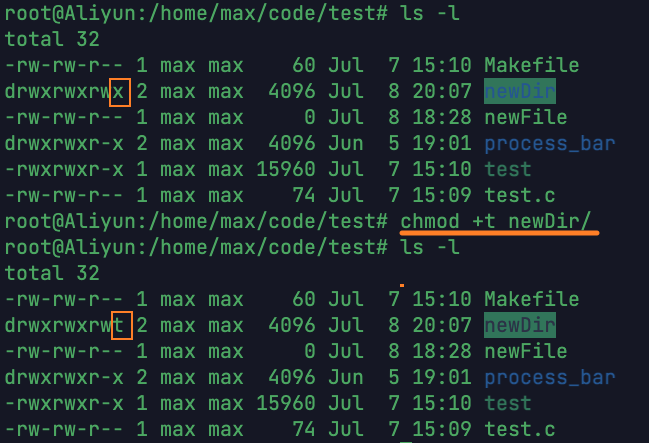 root@Aliyun:/home/max/code/test# ls -l
total 32
-rw-rw-r-- 1 max max    60 Jul  7 15:10 Makefile
drwxrwxrwx 2 max max  4096 Jul  8 20:07 newDir
-rw-rw-r-- 1 max max     0 Jul  8 18:28 newFile
drwxrwxr-x 2 max max  4096 Jun  5 19:01 process_bar
-rwxrwxr-x 1 max max 15960 Jul  7 15:10 test
-rw-rw-r-- 1 max max    74 Jul  7 15:09 test.c
root@Aliyun:/home/max/code/test# chmod +t newDir/
root@Aliyun:/home/max/code/test# ls -l
total 32
-rw-rw-r-- 1 max max    60 Jul  7 15:10 Makefile
drwxrwxrwt 2 max max  4096 Jul  8 20:07 newDir
-rw-rw-r-- 1 max max     0 Jul  8 18:28 newFile
drwxrwxr-x 2 max max  4096 Jun  5 19:01 process_bar
-rwxrwxr-x 1 max max 15960 Jul  7 15:10 test
-rw-rw-r-- 1 max max    74 Jul  7 15:09 test.c